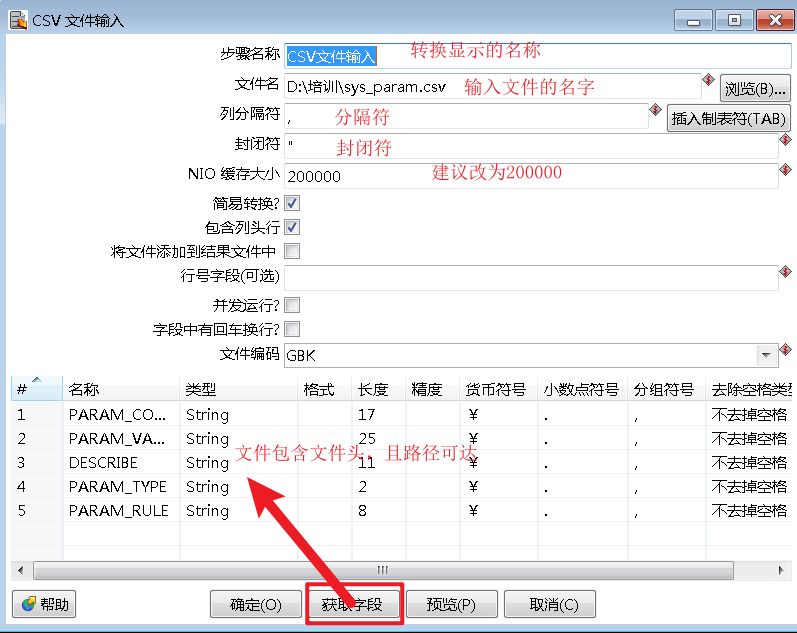 CSV 文件输入
步骤名称 CSV文件输入 转换显示的名称
文件名 D:\培训\sys_param.csv 输入文件的名字 浏览(B)...
列分隔符 , 分隔符 插入制表符(TAB)
封闭符 " 封闭符
NIO 缓存大小 200000 建议改为200000
简易转换?
包含列头行
将文件添加到结果文件中
行号字段(可选)
并发运行?
字段中有回车换行?
文件编码 GBK
# 名称 类型 格式 长度 精度 货币符号 小数点符号 分组符号 去除空格类型
1 PARAM_CO... String 17 ¥ . , 不去掉空格
2 PARAM_VA... String 25 ¥ . , 不去掉空格
3 DESCRIBE String 11 ¥ . , 不去掉空格
文件包含文件头，且路径可达
4 PARAM_TYPE String 2 ¥ . , 不去掉空格
5 PARAM_RULE String 8 ¥ . , 不去掉空格
帮助 确定(O) 获取字段 预览(P) 取消(C)